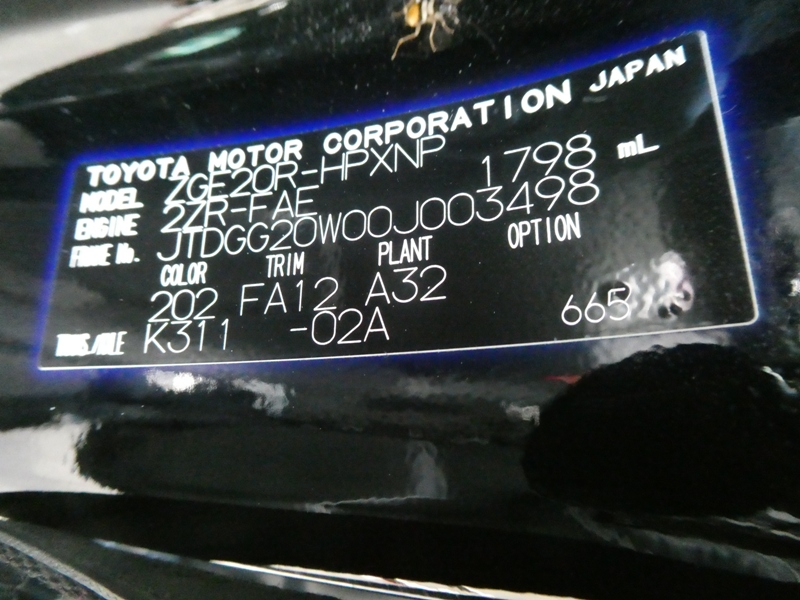 TOYOTA MOTOR CORPORATION JAPAN
MODEL ZGE20R-HPXNP
ENGINE 2ZR-FAE 1798 mL
FRAME No. JTDGG20W00J003498
COLOR TRIM PLANT OPTION
202 FA12 A32
TRANS./AXLE K311 -02A 665